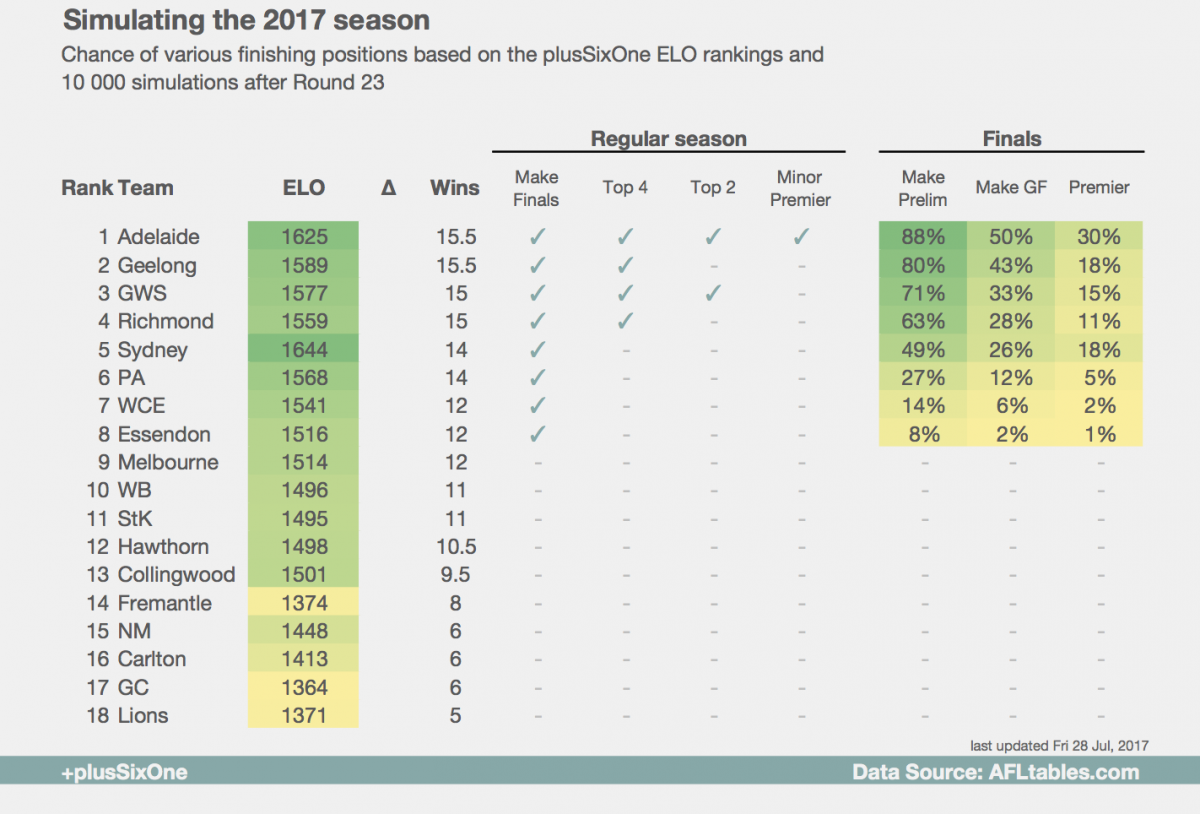 Simulating the 2017 season
Chance of various finishing positions based on the plusSixOne ELO rankings and
10 000 simulations after Round 23
Regular season Finals
Rank Team ELO Δ Wins Make Finals Top 4 Top 2 Minor Premier Make Prelim Make GF Premier
1 Adelaide 1625 15.5 ✓ ✓ ✓ ✓ 88% 50% 30%
2 Geelong 1589 15.5 ✓ ✓ - - 80% 43% 18%
3 GWS 1577 15 ✓ ✓ ✓ - 71% 33% 15%
4 Richmond 1559 15 ✓ ✓ - - 63% 28% 11%
5 Sydney 1644 14 ✓ - - - 49% 26% 18%
6 PA 1568 14 ✓ - - - 27% 12% 5%
7 WCE 1541 12 ✓ - - - 14% 6% 2%
8 Essendon 1516 12 ✓ - - - 8% 2% 1%
9 Melbourne 1514 12 - - - - - - -
10 WB 1496 11 - - - - - - -
11 StK 1495 11 - - - - - - -
12 Hawthorn 1498 10.5 - - - - - - -
13 Collingwood 1501 9.5 - - - - - - -
14 Fremantle 1374 8 - - - - - - -
15 NM 1448 6 - - - - - - -
16 Carlton 1413 6 - - - - - - -
17 GC 1364 6 - - - - - - -
18 Lions 1371 5 - - - - - - -
last updated Fri 28 Jul, 2017
+plusSixOne Data Source: AFLtables.com